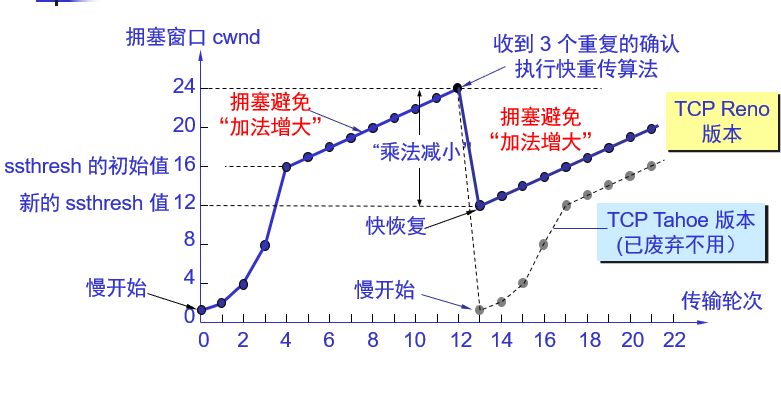 拥塞窗口 cwnd
收到 3 个重复的确认
执行快重传算法
24
拥塞避免
“加法增大”
拥塞避免
“加法增大”
TCP Reno
版本
20
“乘法减小”
ssthresh 的初始值 16
新的 ssthresh 值 12
快恢复
TCP Tahoe 版本
(已废弃不用）
8
4
慢开始
慢开始
传输轮次
0
0 2 4 6 8 10 12 14 16 18 20 22